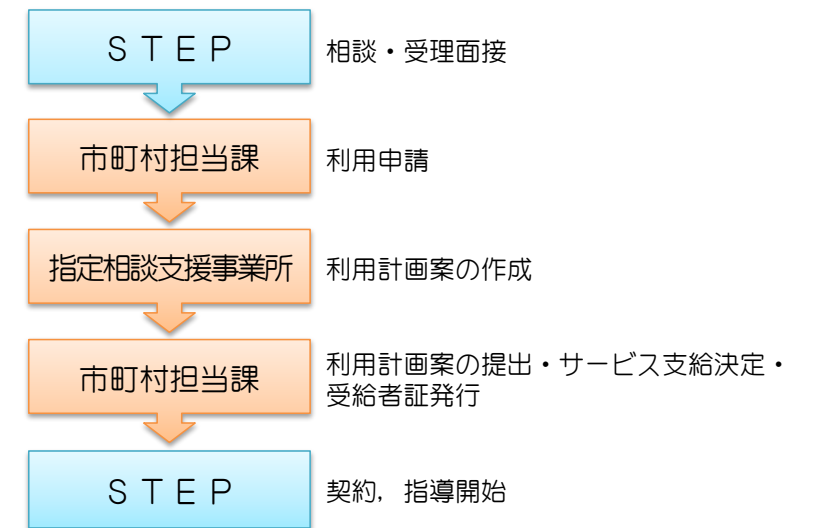 ＳＴＥＰ
相談・受理面接
市町村担当課
利用申請
指定相談支援事業所
利用計画案の作成
市町村担当課
利用計画案の提出・サービス支給決定・
受給者証発行
ＳＴＥＰ
契約，指導開始